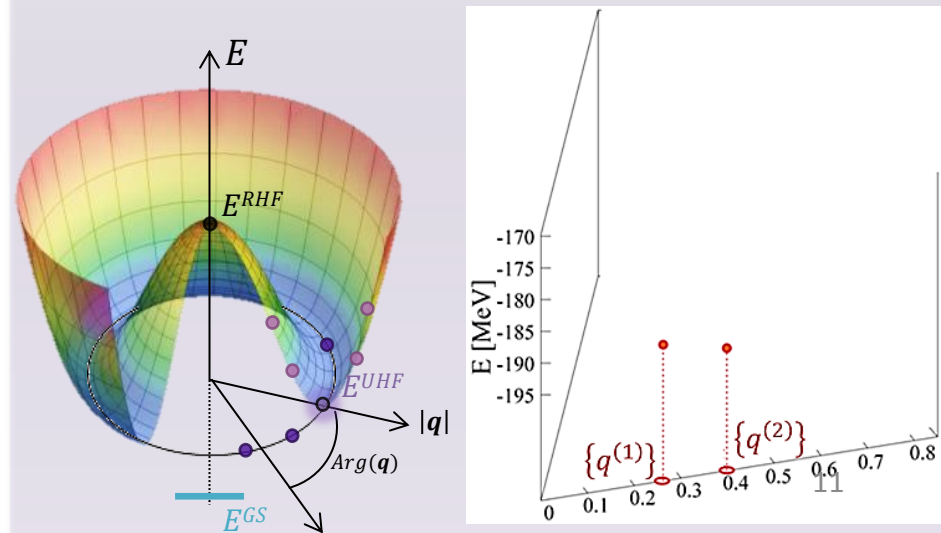 E
E^{RHF}
E^{UHF}
|q|
Arg(q)
E^{GS}
E [MeV]
-170
-175
-180
-185
-190
-195
{q^{(1)}}
{q^{(2)}}
0
0.1
0.2
0.3
0.4
0.5
0.6
0.7
0.8
11